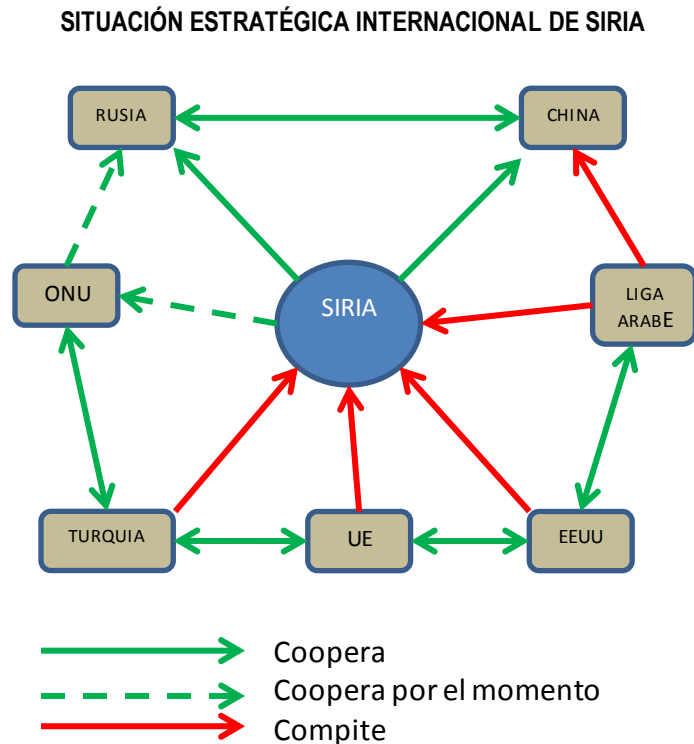 SITUACIÓN ESTRATÉGICA INTERNACIONAL DE SIRIA
RUSIA
CHINA
ONU
SIRIA
LIGA
ARABE
TURQUIA
UE
EEUU
Coopera
Coopera por el momento
Compite